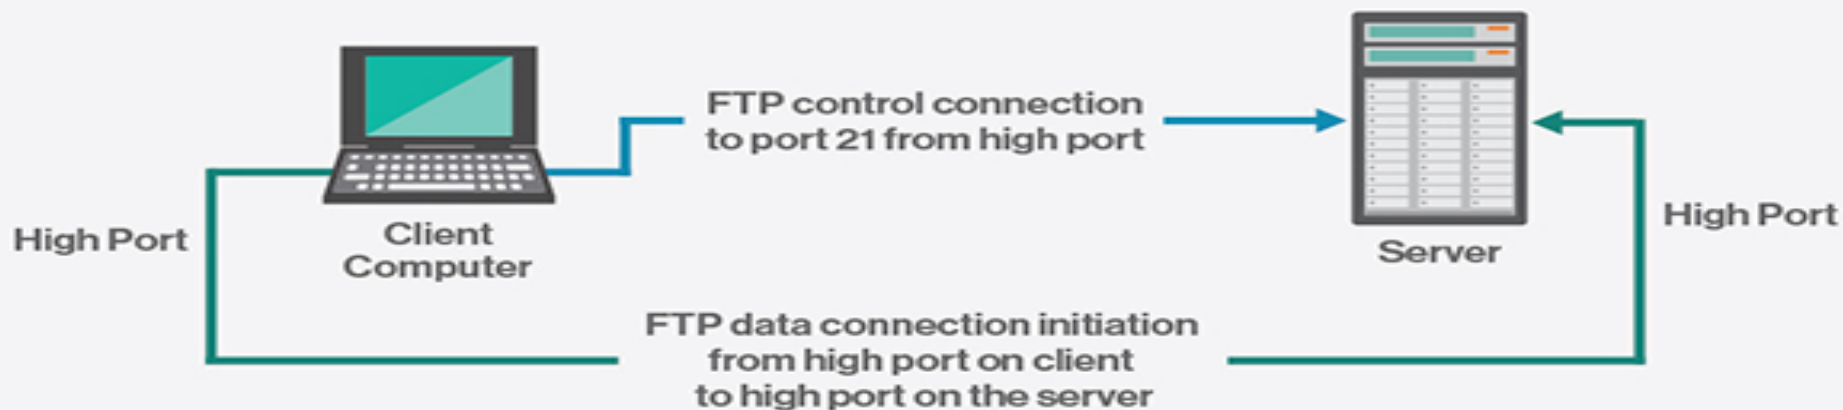 FTP control connection
to port 21 from high port
High Port
Client
Computer
Server
High Port
FTP data connection initiation
from high port on client
to high port on the server